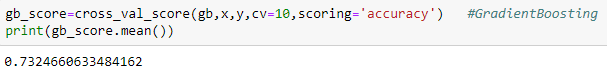 gb_score=cross_val_score(gb,x,y,cv=10,scoring='accuracy')   #GradientBoosting
print(gb_score.mean())
0.7324660633484162